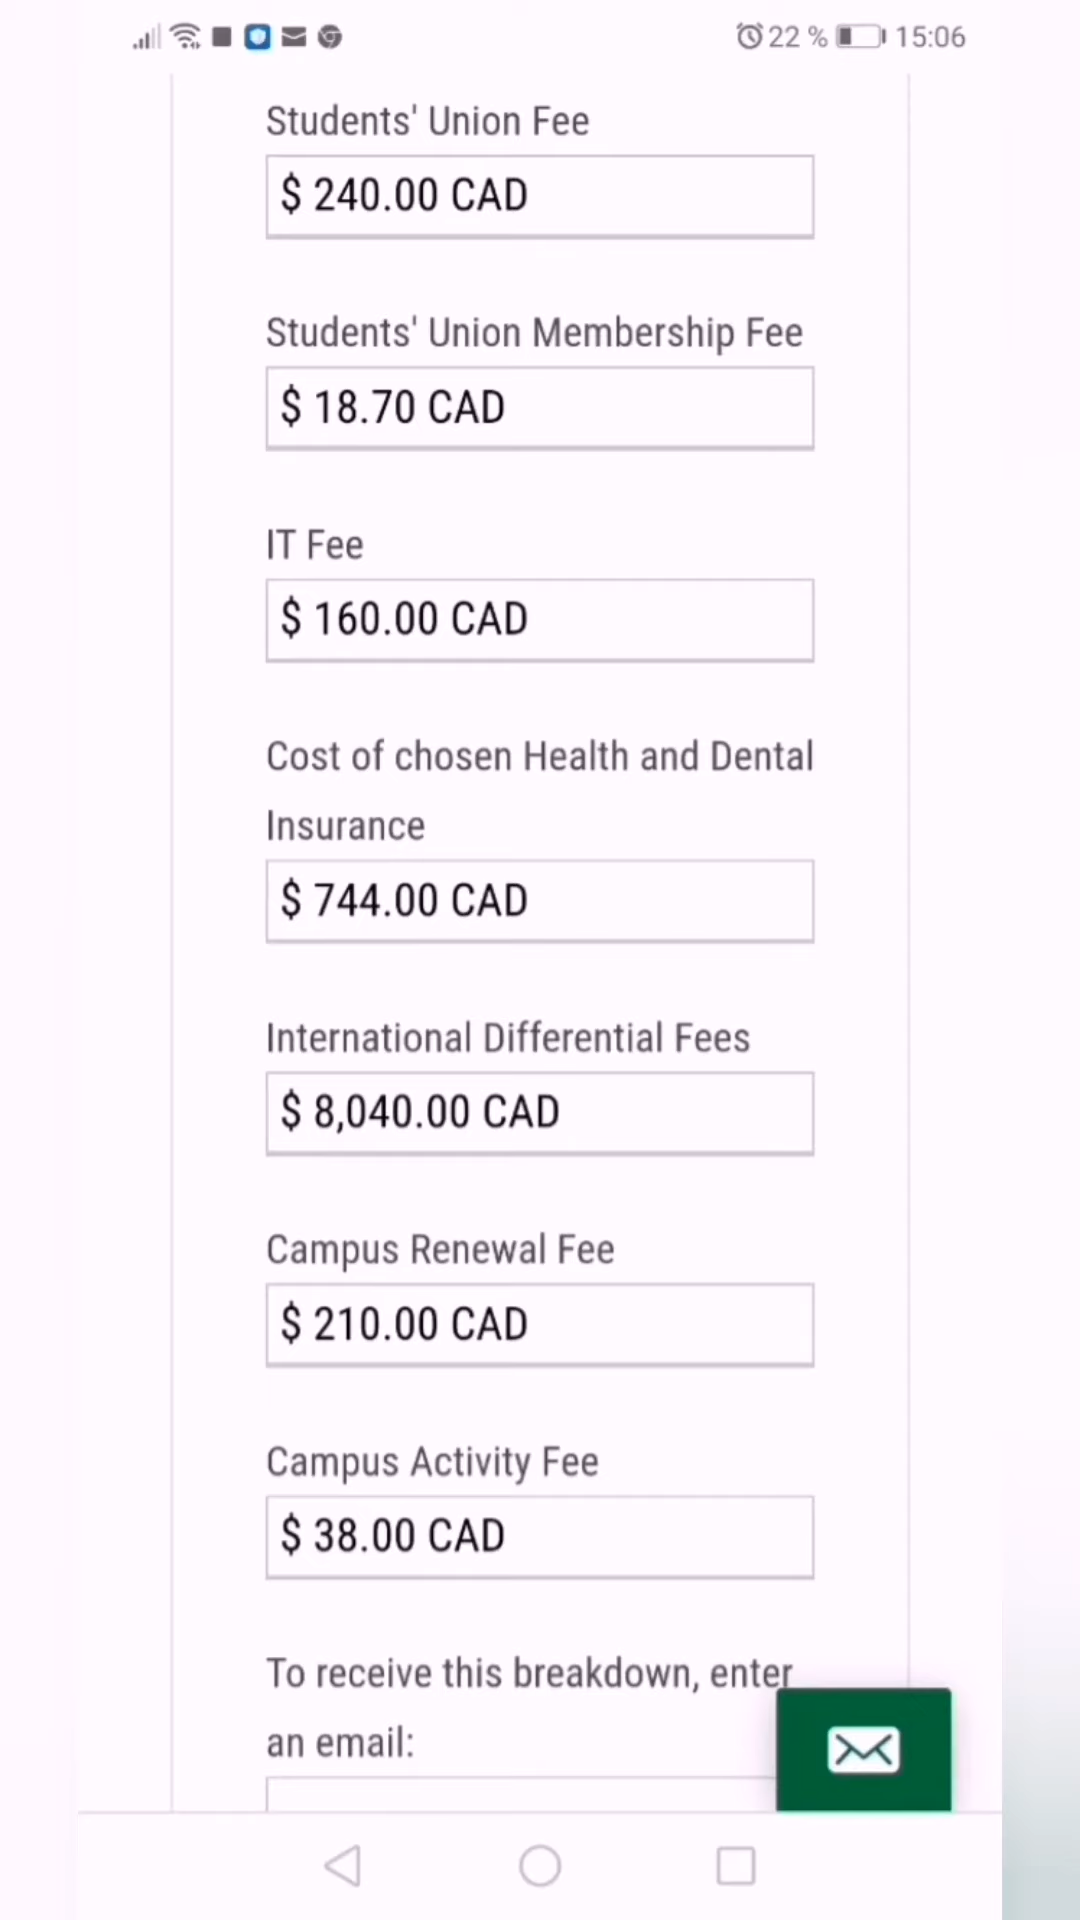 22 % 15:06
Students' Union Fee
$ 240.00 CAD
Students' Union Membership Fee
$ 18.70 CAD
IT Fee
$ 160.00 CAD
Cost of chosen Health and Dental
Insurance
$ 744.00 CAD
International Differential Fees
$ 8,040.00 CAD
Campus Renewal Fee
$ 210.00 CAD
Campus Activity Fee
$ 38.00 CAD
To receive this breakdown, enter
an email: